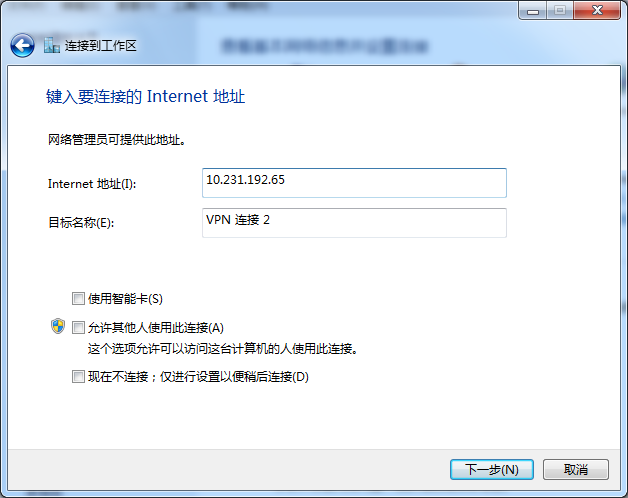 连接到工作区
键入要连接的 Internet 地址
网络管理员可提供此地址。
Internet 地址(I):
10.231.192.65
目标名称(E):
VPN 连接 2
使用智能卡(S)
允许其他人使用此连接(A)
这个选项允许可以访问这台计算机的人使用此连接。
现在不连接；仅进行设置以便稍后连接(D)
下一步(N)
取消